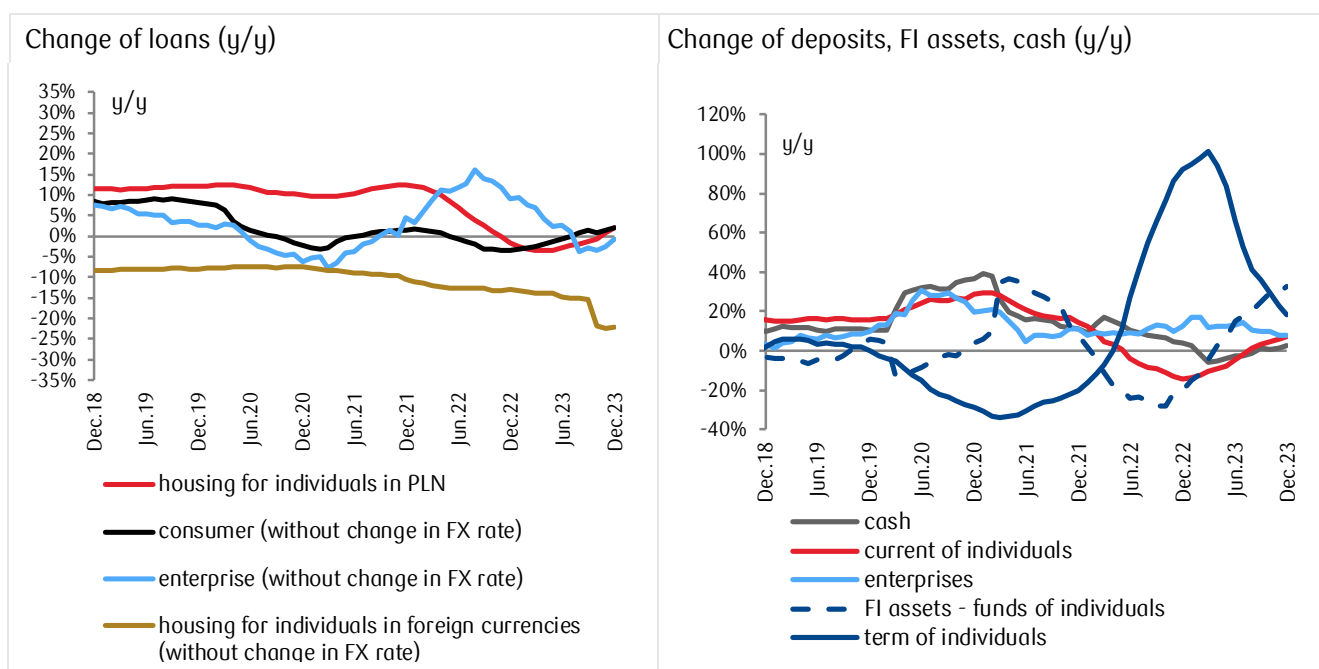 Change of loans (y/y)
y/y
35%
30%
25%
20%
15%
10%
5%
0%
-5%
-10%
-15%
-20%
-25%
-30%
-35%
Dec.18
Jun.19
Dec.19
Jun.20
Dec.20
Jun.21
Dec.21
Jun.22
Dec.22
Jun.23
Dec.23
housing for individuals in PLN
consumer (without change in FX rate)
enterprise (without change in FX rate)
housing for individuals in foreign currencies
(without change in FX rate)
Change of deposits, FI assets, cash (y/y)
120%
y/y
100%
80%
60%
40%
20%
0%
-20%
-40%
Dec.18
Jun.19
Dec.19
Jun.20
Dec.20
Jun.21
Dec.21
Jun.22
Dec.22
Jun.23
Dec.23
cash
current of individuals
enterprises
FI assets - funds of individuals
term of individuals